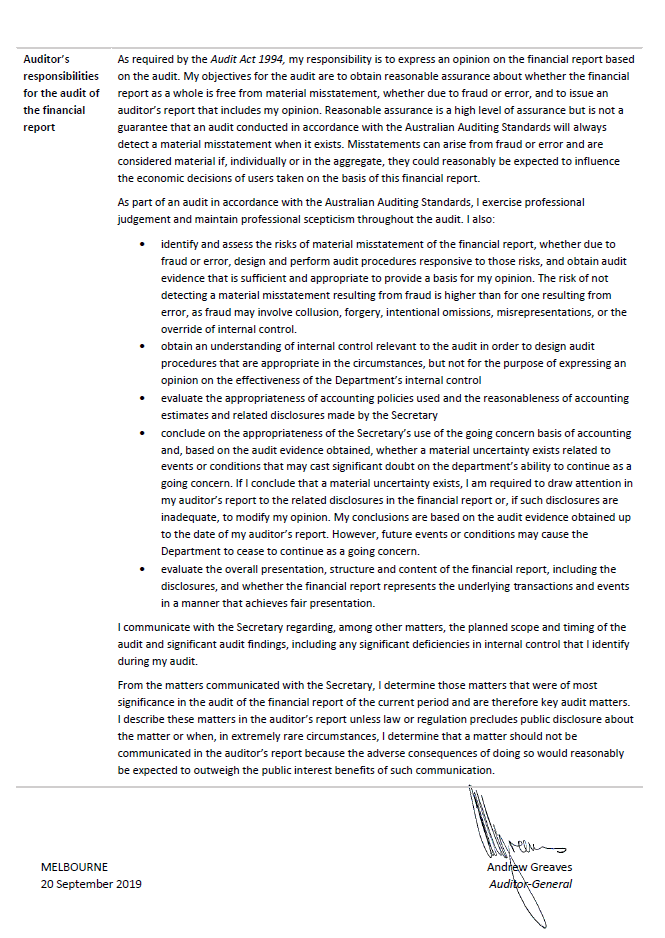 Auditor's
responsibilities
for the audit of
the financial
report
As required by the Audit Act 1994, my responsibility is to express an opinion on the financial report based
on the audit. My objectives for the audit are to obtain reasonable assurance about whether the financial
report as a whole is free from material misstatement, whether due to fraud or error, and to issue an
auditor's report that includes my opinion. Reasonable assurance is a high level of assurance but is not a
guarantee that an audit conducted in accordance with the Australian Auditing Standards will always
detect a material misstatement when it exists. Misstatements can arise from fraud or error and are
considered material if, individually or in the aggregate, they could reasonably be expected to influence
the economic decisions of users taken on the basis of this financial report.
As part of an audit in accordance with the Australian Auditing Standards, I exercise professional
judgement and maintain professional scepticism throughout the audit. I also:
• identify and assess the risks of material misstatement of the financial report, whether due to
fraud or error, design and perform audit procedures responsive to those risks, and obtain audit
evidence that is sufficient and appropriate to provide a basis for my opinion. The risk of not
detecting a material misstatement resulting from fraud is higher than for one resulting from
error, as fraud may involve collusion, forgery, intentional omissions, misrepresentations, or the
override of internal control.
• obtain an understanding of internal control relevant to the audit in order to design audit
procedures that are appropriate in the circumstances, but not for the purpose of expressing an
opinion on the effectiveness of the Department's internal control
• evaluate the appropriateness of accounting policies used and the reasonableness of accounting
estimates and related disclosures made by the Secretary
• conclude on the appropriateness of the Secretary's use of the going concern basis of accounting
and, based on the audit evidence obtained, whether a material uncertainty exists related to
events or conditions that may cast significant doubt on the department's ability to continue as a
going concern. If I conclude that a material uncertainty exists, I am required to draw attention in
my auditor's report to the related disclosures in the financial report or, if such disclosures are
inadequate, to modify my opinion. My conclusions are based on the audit evidence obtained up
to the date of my auditor's report. However, future events or conditions may cause the
Department to cease to continue as a going concern.
• evaluate the overall presentation, structure and content of the financial report, including the
disclosures, and whether the financial report represents the underlying transactions and events
in a manner that achieves fair presentation.
I communicate with the Secretary regarding, among other matters, the planned scope and timing of the
audit and significant audit findings, including any significant deficiencies in internal control that I identify
during my audit.
From the matters communicated with the Secretary, I determine those matters that were of most
significance in the audit of the financial report of the current period and are therefore key audit matters.
I describe these matters in the auditor's report unless law or regulation precludes public disclosure about
the matter or when, in extremely rare circumstances, I determine that a matter should not be
communicated in the auditor's report because the adverse consequences of doing so would reasonably
be expected to outweigh the public interest benefits of such communication.
MELBOURNE
20 September 2019
Andrew Greaves
Auditor-General